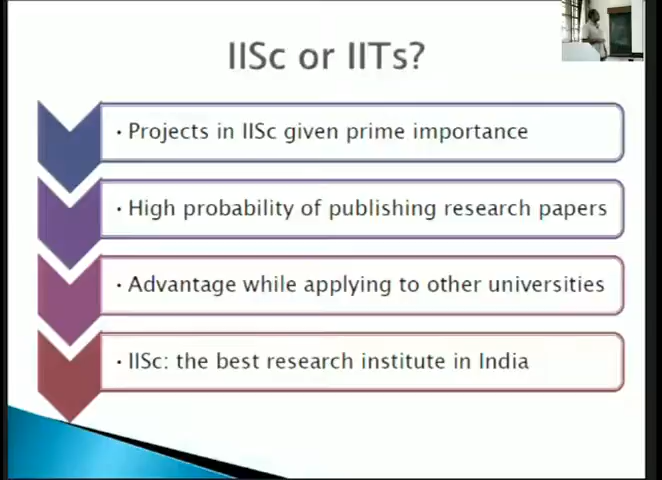 IISc or IITs?
• Projects in IISc given prime importance
• High probability of publishing research papers
• Advantage while applying to other universities
• IISc: the best research institute in India